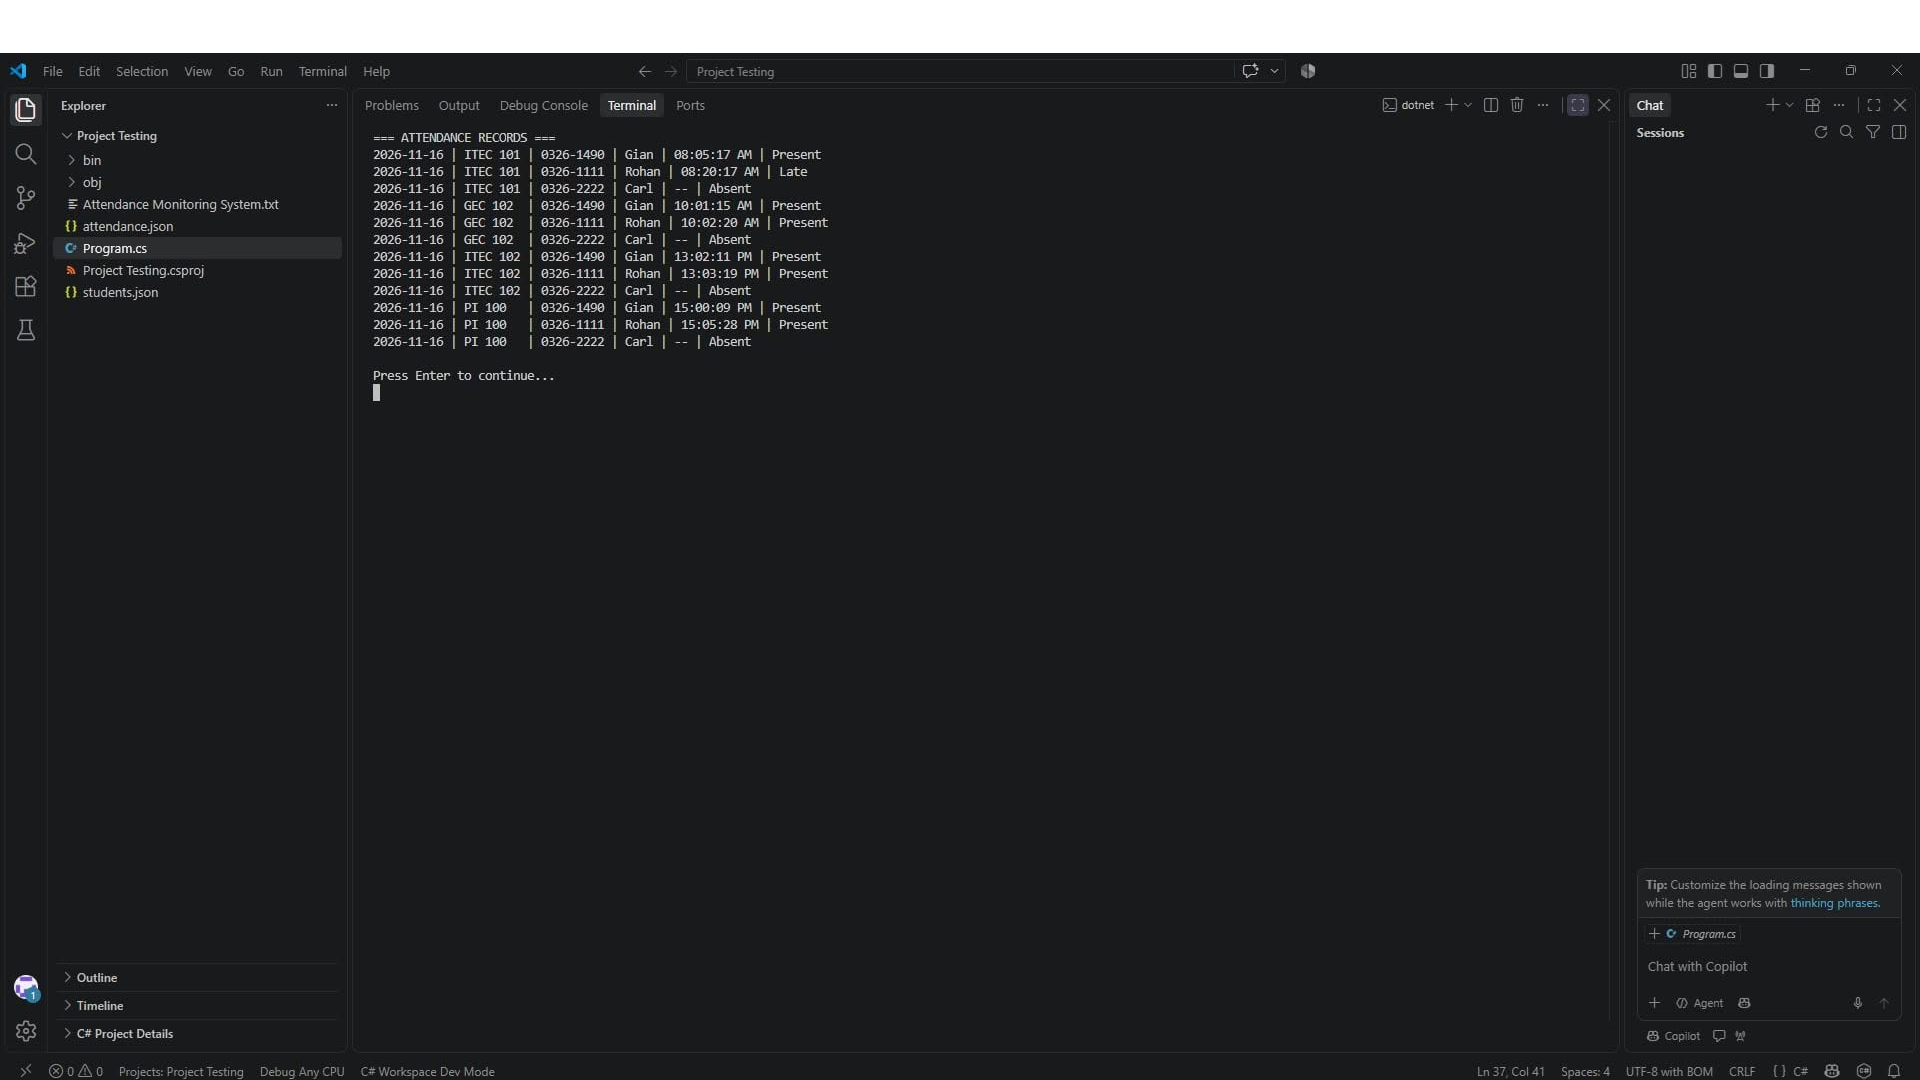 File Edit Selection View Go Run Terminal Help
Project Testing
Explorer
Problems Output Debug Console Terminal Ports
dotnet
Chat
Sessions
Project Testing
bin
obj
Attendance Monitoring System.txt
{} attendance.json
C# Program.cs
Project Testing.csproj
{} students.json
=== ATTENDANCE RECORDS ===
2026-11-16 | ITEC 101 | 0326-1490 | Gian | 08:05:17 AM | Present
2026-11-16 | ITEC 101 | 0326-1111 | Rohan | 08:20:17 AM | Late
2026-11-16 | ITEC 101 | 0326-2222 | Carl | -- | Absent
2026-11-16 | GEC 102 | 0326-1490 | Gian | 10:01:15 AM | Present
2026-11-16 | GEC 102 | 0326-1111 | Rohan | 10:02:20 AM | Present
2026-11-16 | GEC 102 | 0326-2222 | Carl | -- | Absent
2026-11-16 | ITEC 102 | 0326-1490 | Gian | 13:02:11 PM | Present
2026-11-16 | ITEC 102 | 0326-1111 | Rohan | 13:03:19 PM | Present
2026-11-16 | ITEC 102 | 0326-2222 | Carl | -- | Absent
2026-11-16 | PI 100 | 0326-1490 | Gian | 15:00:09 PM | Present
2026-11-16 | PI 100 | 0326-1111 | Rohan | 15:05:28 PM | Present
2026-11-16 | PI 100 | 0326-2222 | Carl | -- | Absent
Press Enter to continue...
Tip: Customize the loading messages shown
while the agent works with thinking phrases.
Program.cs
Chat with Copilot
Agent
Copilot
Outline
Timeline
C# Project Details
1
0 0 Projects: Project Testing Debug Any CPU C# Workspace Dev Mode
Ln 37, Col 41 Spaces: 4 UTF-8 with BOM CRLF {} C#